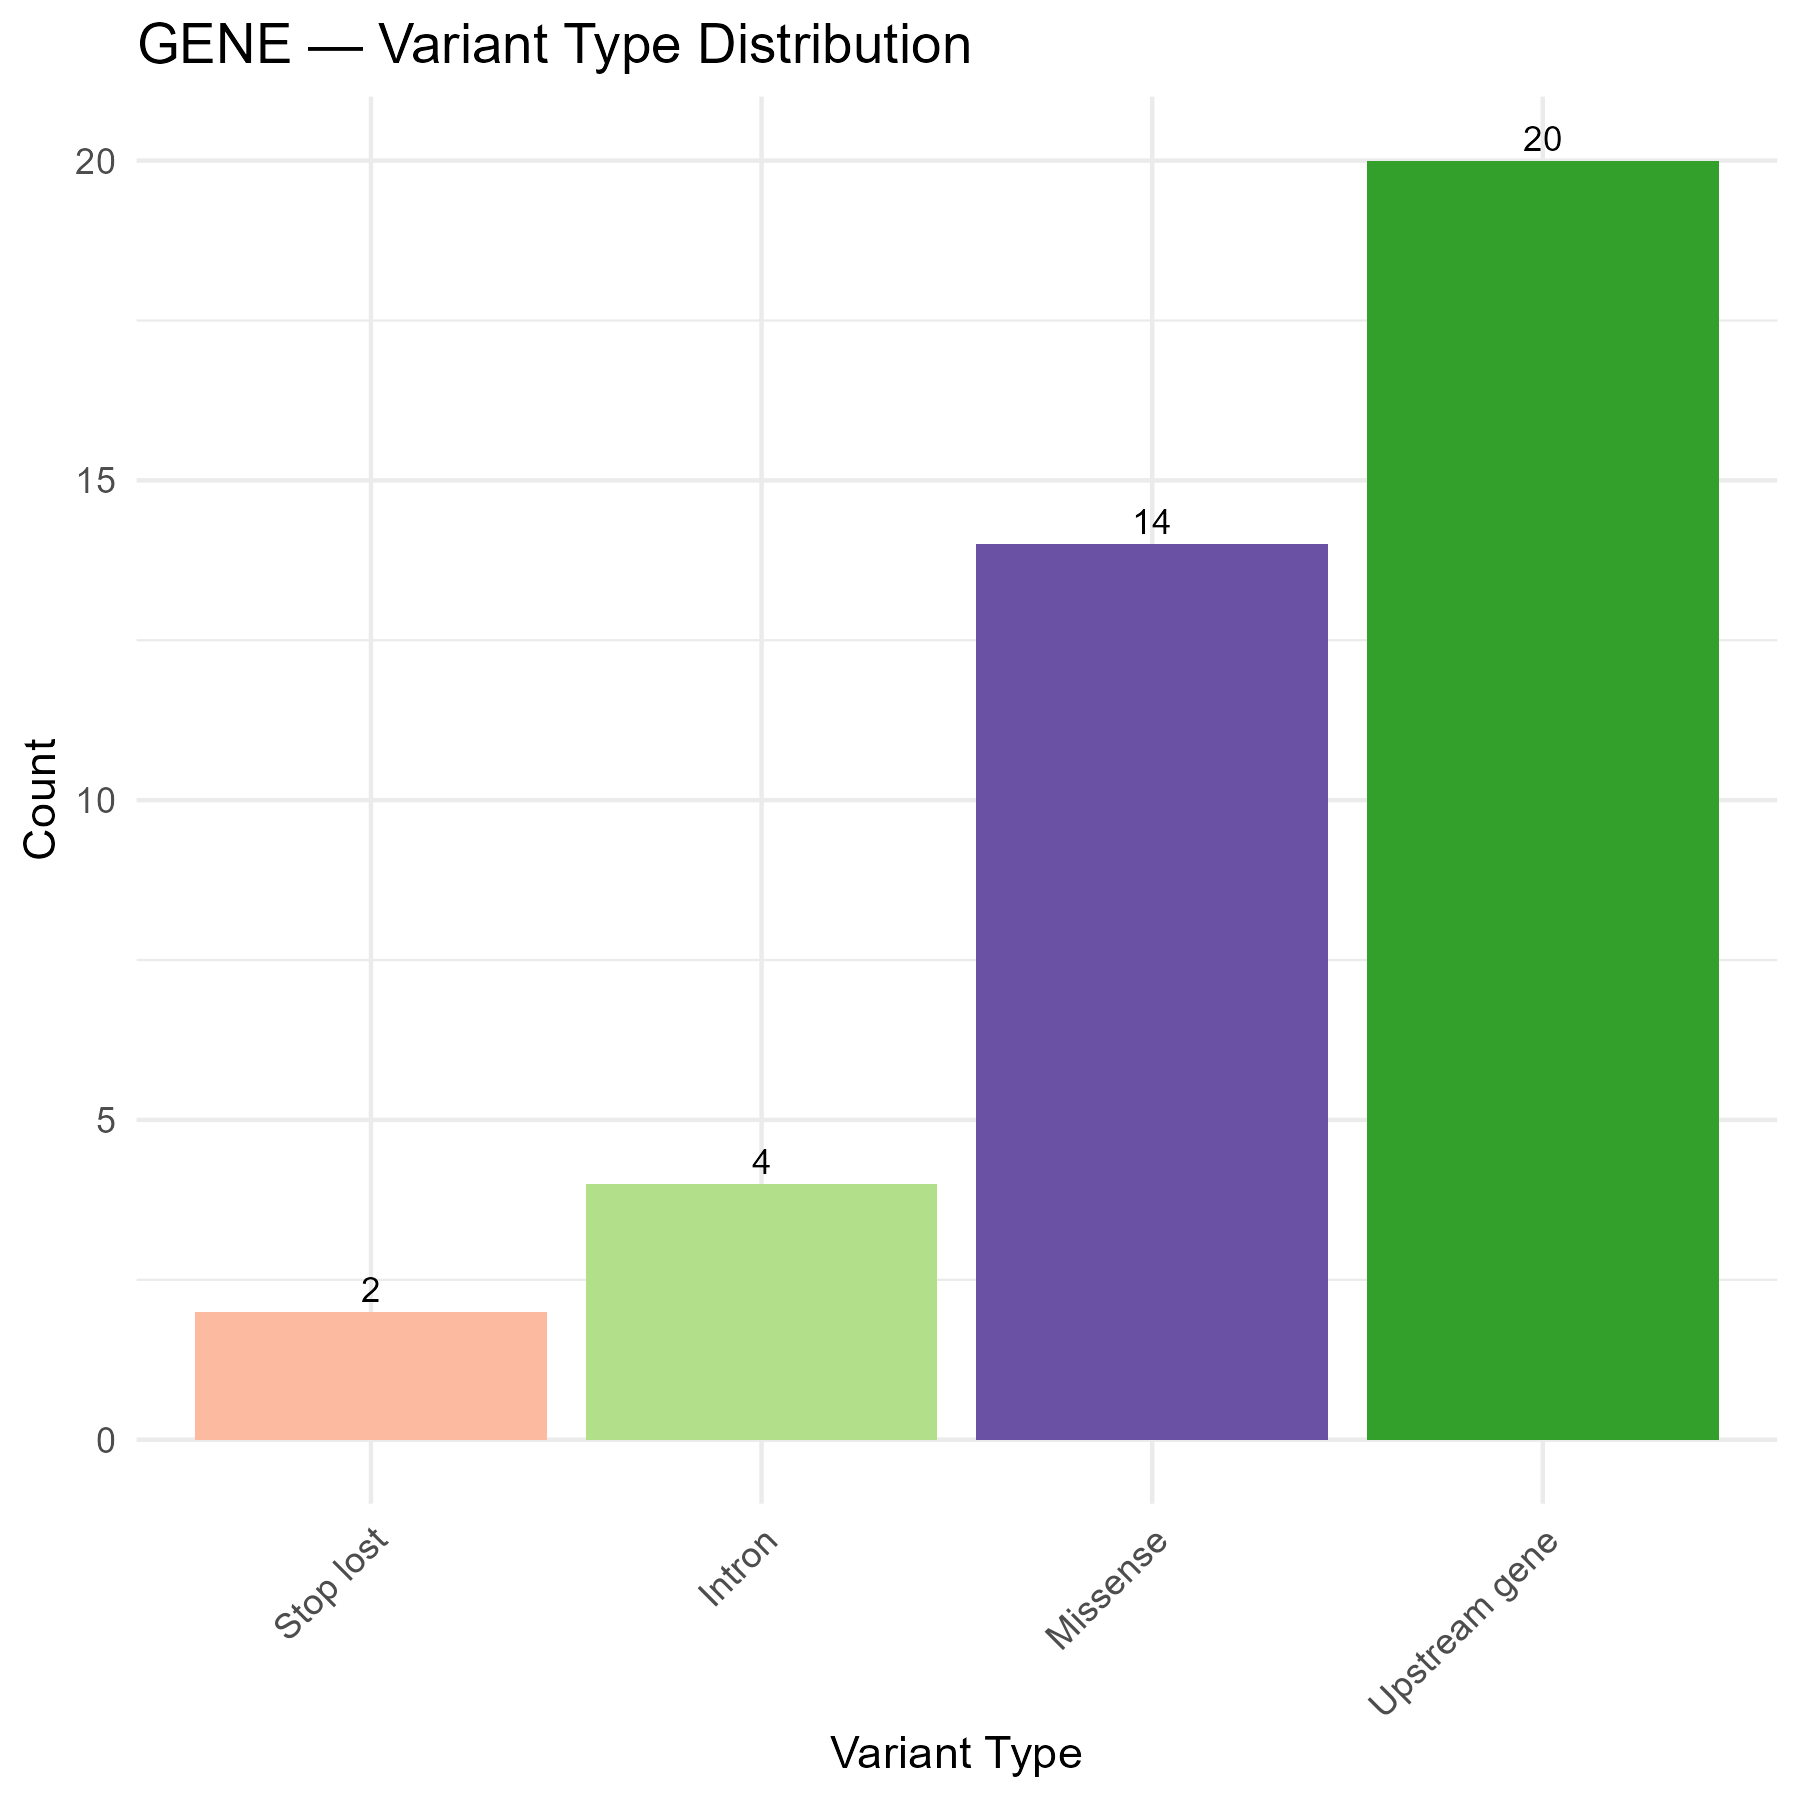 GENE — Variant Type Distribution
20
20
15
14
Count
10
5
4
2
0
Stop lost
Intron
Missense
Upstream gene
Variant Type